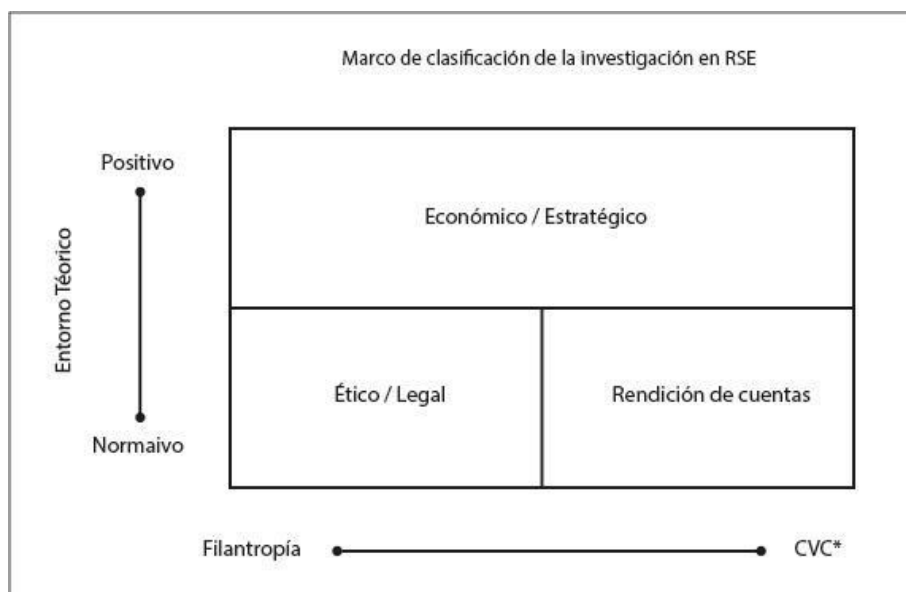 Marco de clasificación de la investigación en RSE
Positivo
Económico / Estratégico
Entorno Téorico
Ético / Legal
Rendición de cuentas
Normaivo
Filantropía
CVC*